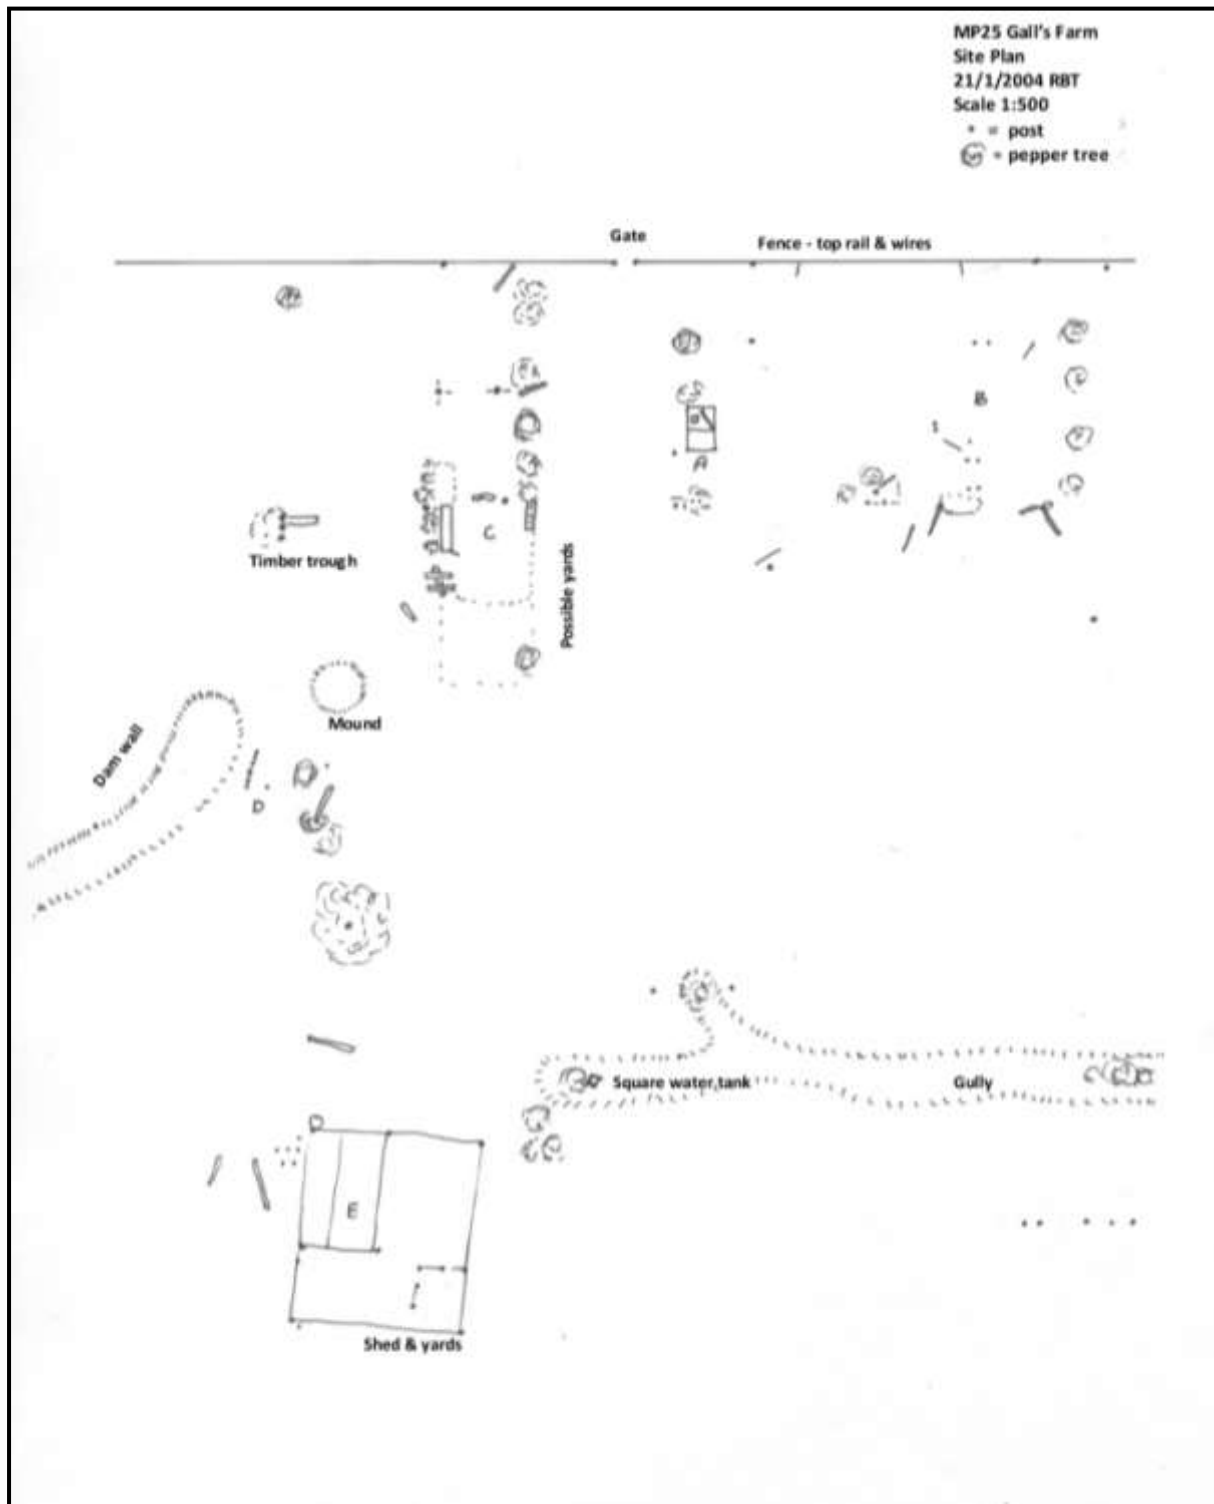 MP25 Gall's Farm
Site Plan
21/1/2004 RBT
Scale 1:500
• = post
= pepper tree
Gate
Fence - top rail & wires
B
1
A
C
Timber trough
Possible yards
Mound
Dam wall
D
Square water tank
Gully
D
E
Shed & yards